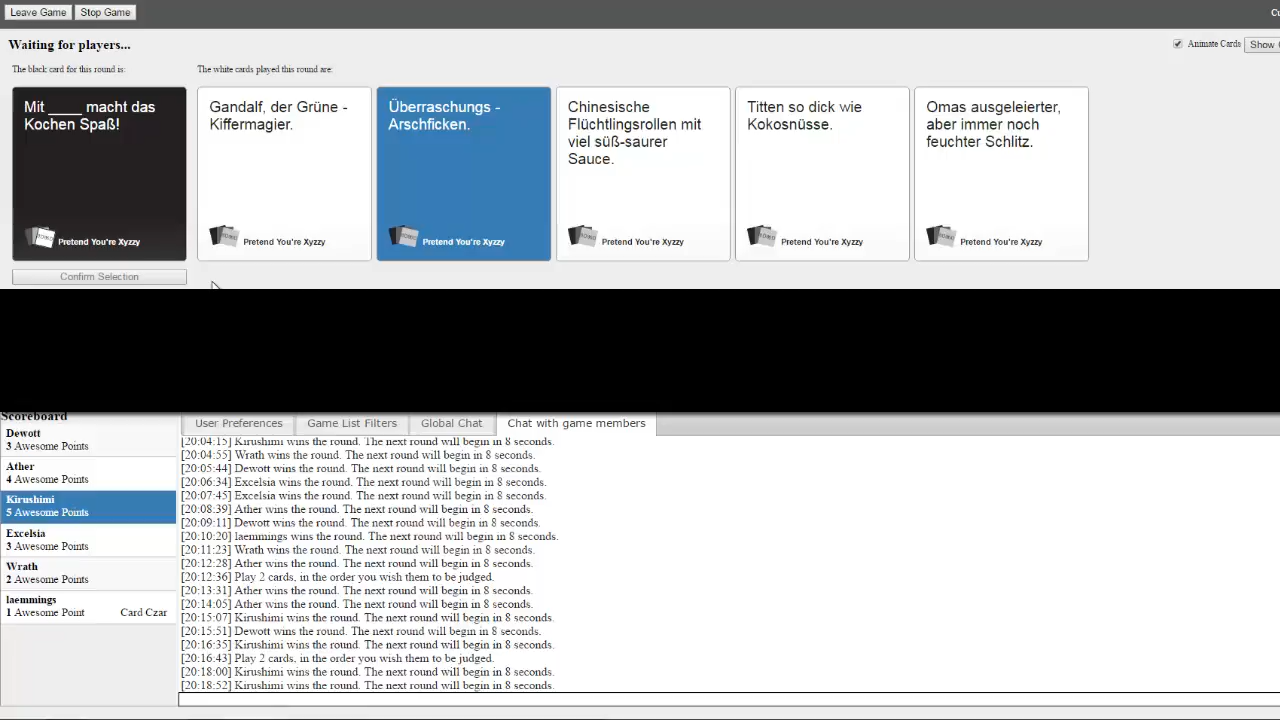 Leave Game Stop Game
Waiting for players...
Animate Cards Show
The black card for this round is:
The white cards played this round are:
Mit ____ macht das
Kochen Spaß!
Pretend You're Xyzzy
Gandalf, der Grüne -
Kiffermagier.
Pretend You're Xyzzy
Überraschungs -
Arschficken.
Pretend You're Xyzzy
Chinesische
Flüchtlingsrollen mit
viel süß-saurer
Sauce.
Pretend You're Xyzzy
Titten so dick wie
Kokosnüsse.
Pretend You're Xyzzy
Omas ausgeleierter,
aber immer noch
feuchter Schlitz.
Pretend You're Xyzzy
Confirm Selection
Scoreboard
Dewott
3 Awesome Points
Ather
4 Awesome Points
Kirushimi
5 Awesome Points
Excelsia
3 Awesome Points
Wrath
2 Awesome Points
laemmings
1 Awesome Point Card Czar
User Preferences Game List Filters Global Chat Chat with game members
[20:04:15] Kirushimi wins the round. The next round will begin in 8 seconds.
[20:04:55] Wrath wins the round. The next round will begin in 8 seconds.
[20:05:44] Dewott wins the round. The next round will begin in 8 seconds.
[20:06:34] Excelsia wins the round. The next round will begin in 8 seconds.
[20:07:45] Excelsia wins the round. The next round will begin in 8 seconds.
[20:08:39] Ather wins the round. The next round will begin in 8 seconds.
[20:09:11] Dewott wins the round. The next round will begin in 8 seconds.
[20:10:20] laemmings wins the round. The next round will begin in 8 seconds.
[20:11:23] Wrath wins the round. The next round will begin in 8 seconds.
[20:12:28] Ather wins the round. The next round will begin in 8 seconds.
[20:12:36] Play 2 cards, in the order you wish them to be judged.
[20:13:31] Ather wins the round. The next round will begin in 8 seconds.
[20:14:05] Ather wins the round. The next round will begin in 8 seconds.
[20:15:07] Kirushimi wins the round. The next round will begin in 8 seconds.
[20:15:51] Dewott wins the round. The next round will begin in 8 seconds.
[20:16:35] Kirushimi wins the round. The next round will begin in 8 seconds.
[20:16:43] Play 2 cards, in the order you wish them to be judged.
[20:18:00] Kirushimi wins the round. The next round will begin in 8 seconds.
[20:18:52] Kirushimi wins the round. The next round will begin in 8 seconds.